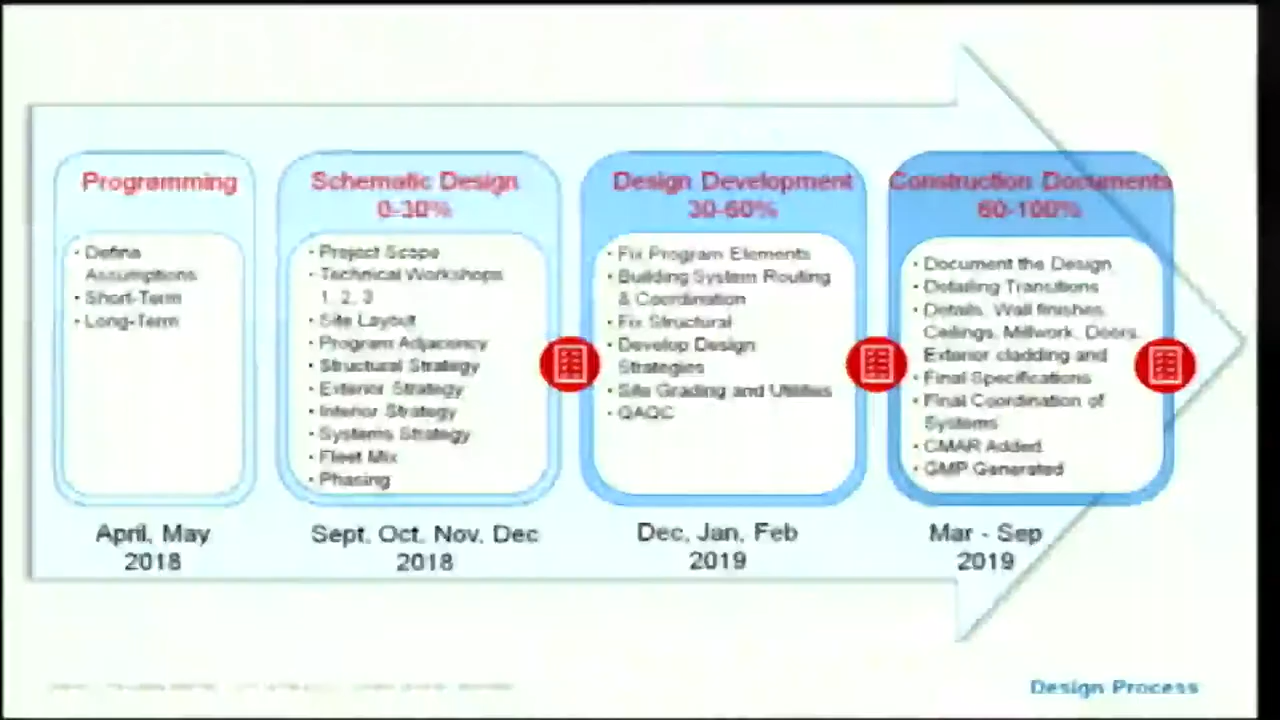 Programming
• Define
Assumptions
• Short-Term
• Long-Term
April, May
2018
Schematic Design
0-30%
• Project Scope
• Technical Workshops
1, 2, 3
• Site Layout
• Program Adjacency
• Structural Strategy
• Exterior Strategy
• Interior Strategy
• Systems Strategy
• Fleet Mix
• Phasing
Sept, Oct, Nov, Dec
2018
Design Development
30-60%
• Fix Program Elements
• Building System Routing
& Coordination
• Fix Structural
• Develop Design
Strategies
• Site Grading and Utilities
• QAQC
Dec, Jan, Feb
2019
Construction Documents
60-100%
• Document the Design
• Detailing Transitions
• Details, Wall finishes,
Ceilings, Millwork, Doors,
Exterior cladding and
• Final Specifications
• Final Coordination of
Systems
• CMAR Added
• GMP Generated
Mar - Sep
2019
Design Process